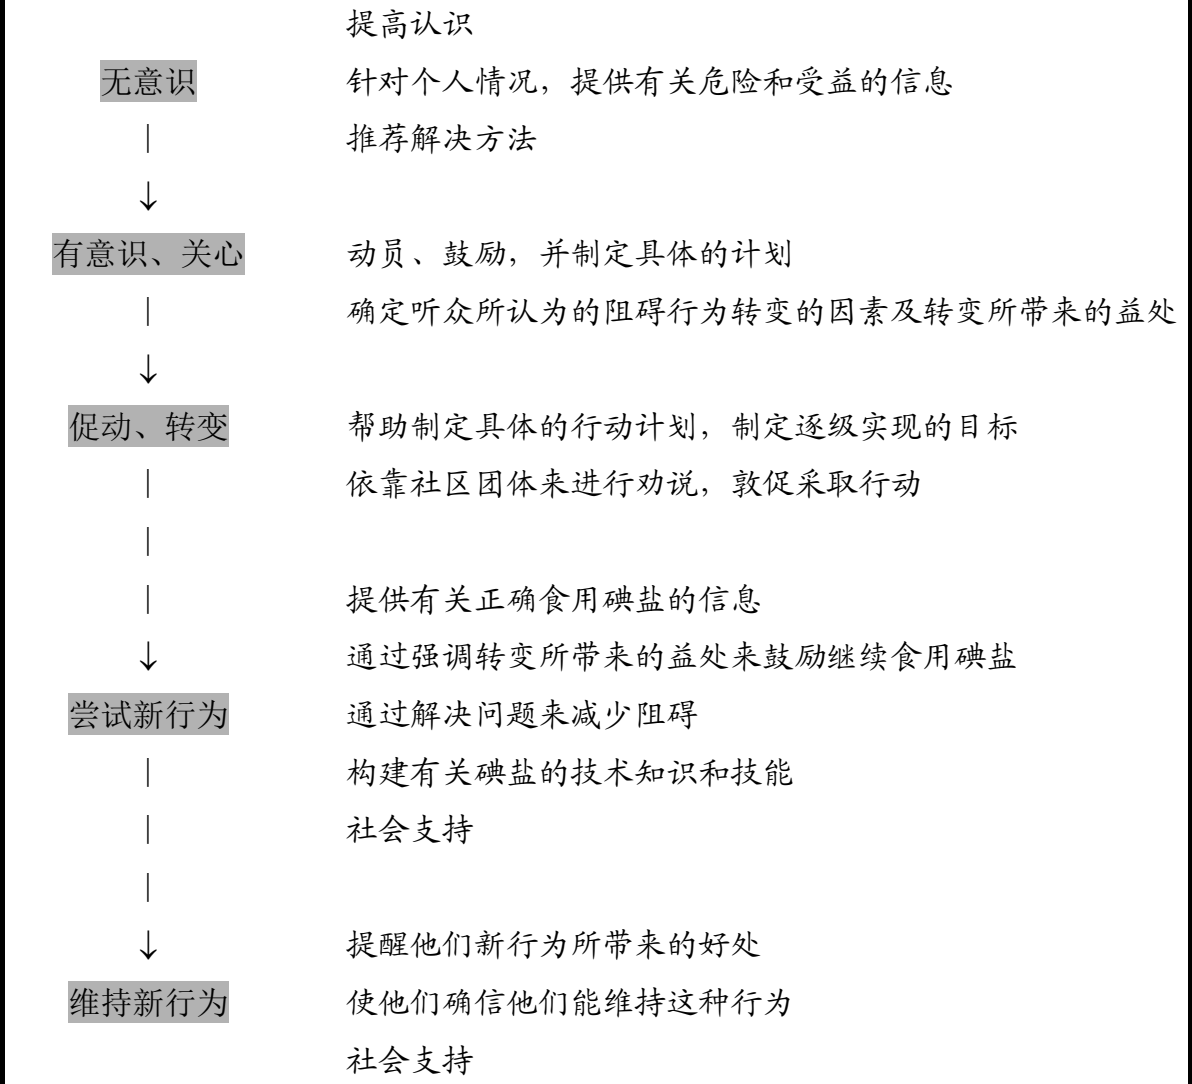 提高认识
无意识 针对个人情况，提供有关危险和受益的信息
| 推荐解决方法
↓
有意识、关心 动员、鼓励，并制定具体的计划
| 确定听众所认为的阻碍行为转变的因素及转变所带来的益处
↓
促动、转变 帮助制定具体的行动计划，制定逐级实现的目标
| 依靠社区团体来进行劝说，敦促采取行动
|
| 提供有关正确食用碘盐的信息
↓ 通过强调转变所带来的益处来鼓励继续食用碘盐
尝试新行为 通过解决问题来减少阻碍
| 构建有关碘盐的技术知识和技能
| 社会支持
|
↓ 提醒他们新行为所带来的好处
维持新行为 使他们确信他们能维持这种行为
社会支持